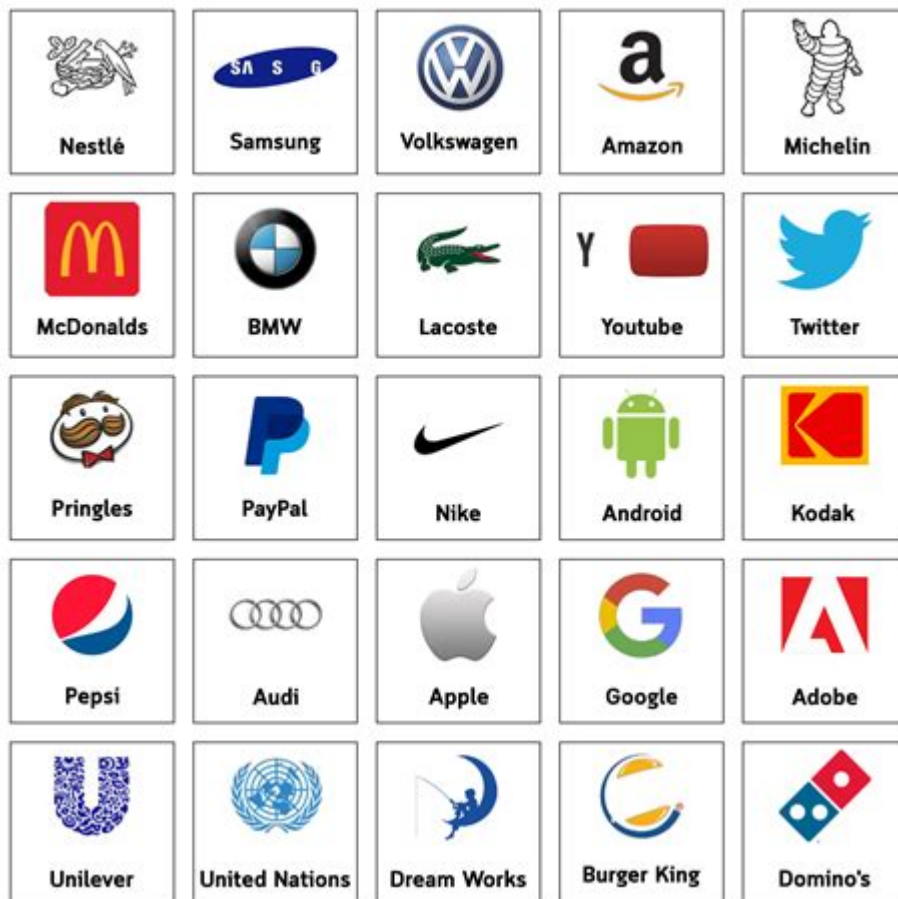 SA S G
Nestlé Samsung Volkswagen Amazon Michelin
Y
McDonalds BMW Lacoste Youtube Twitter
Pringles PayPal Nike Android Kodak
Pepsi Audi Apple Google Adobe
Unilever United Nations Dream Works Burger King Domino's